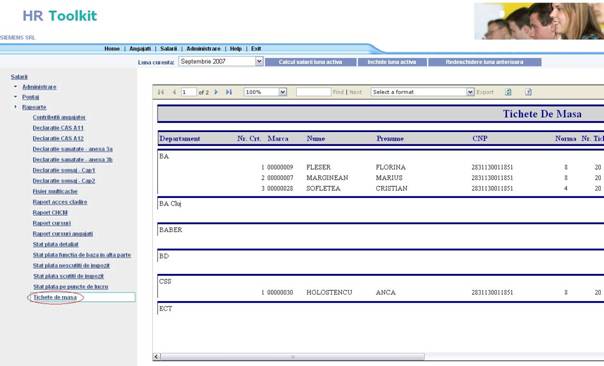 HR Toolkit
SIEMENS SRL
Home | Angajati | Salarii | Administrare | Help | Exit
Luna curenta: Septembrie 2007 Calcul salarii luna activa Inchide luna activa Redeschidere luna anterioara
Salarii
Administrare
Pontaj
Rapoarte
Contributii angajator
Declaratie CAS A11
Declaratie CAS A12
Declaratie sanatate - anexa 3a
Declaratie sanatate - anexa 3b
Declaratie somaj - Cap1
Declaratie somaj - Cap2
Fisier multicache
Raport acces cladire
Raport CHCM
Raport cursuri
Raport cursuri angajati
Stat plata detaliat
Stat plata functia de baza in alta parte
Stat plata nescutiti de impozit
Stat plata scutiti de impozit
Stat plata pe puncte de lucru
Tichete de masa
1 of 2 100% Find | Next Select a format Export
Tichete De Masa
Departament Nr. Crt. Marca Nume Prenume CNP Norma Nr. Tic
BA
1 00000009 FLESER FLORINA 2831130011851 8 20
2 00000007 MARGINEAN MARIUS 2831130011851 8 20
3 00000028 SOFLETEA CRISTIAN 2831130011851 4 20
BA Cluj
BABER
BD
CSS
1 00000030 HOLOSTENCU ANCA 2831130011851 8 20
ECT